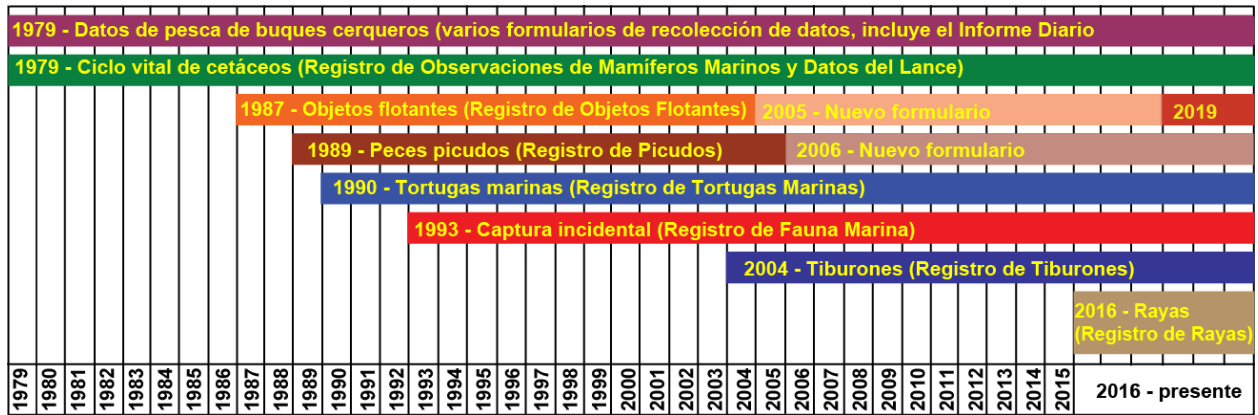 1979 - Datos de pesca de buques cerqueros (varios formularios de recolección de datos, incluye el Informe Diario
1979 - Ciclo vital de cetáceos (Registro de Observaciones de Mamíferos Marinos y Datos del Lance)
1987 - Objetos flotantes (Registro de Objetos Flotantes) 2005 - Nuevo formulario 2019
1989 - Peces picudos (Registro de Picudos) 2006 - Nuevo formulario
1990 - Tortugas marinas (Registro de Tortugas Marinas)
1993 - Captura incidental (Registro de Fauna Marina)
2004 - Tiburones (Registro de Tiburones)
2016 - Rayas
(Registro de Rayas)
1979 1980 1981 1982 1983 1984 1985 1986 1987 1988 1989 1990 1991 1992 1993 1994 1995 1996 1997 1998 1999 2000 2001 2002 2003 2004 2005 2006 2007 2008 2009 2010 2011 2012 2013 2014 2015 2016 - presente